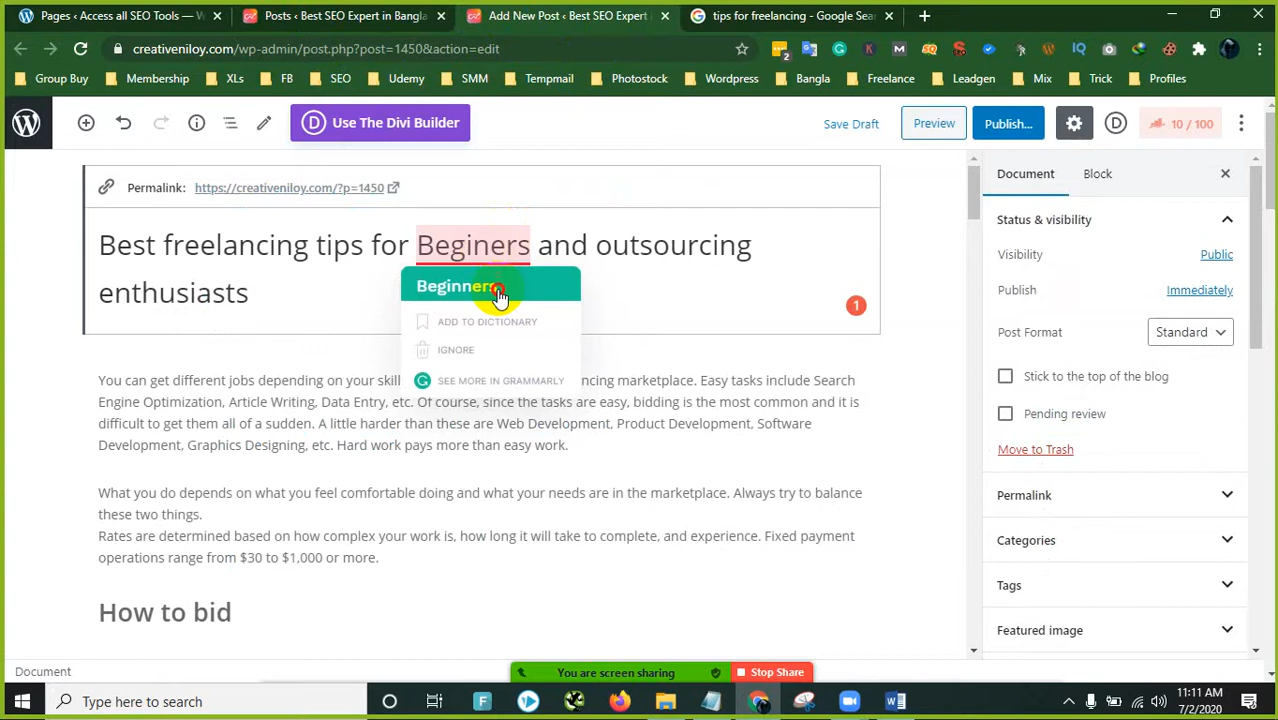 Pages ‹ Access all SEO Tools — W
Posts ‹ Best SEO Expert in Bangla
Add New Post ‹ Best SEO Expert
tips for freelancing - Google Sea
creativeniloy.com/wp-admin/post.php?post=1450&action=edit
Group Buy
Membership
XLs
FB
SEO
Udemy
SMM
Tempmail
Photostock
Wordpress
Bangla
Freelance
Leadgen
Mix
Trick
Profiles
Use The Divi Builder
Save Draft
Preview
Publish...
10 / 100
Permalink: https://creativeniloy.com/?p=1450
Best freelancing tips for Beginers and outsourcing
enthusiasts
1
Beginners
ADD TO DICTIONARY
IGNORE
SEE MORE IN GRAMMARLY
You can get different jobs depending on your skill ncing marketplace. Easy tasks include Search
Engine Optimization, Article Writing, Data Entry, etc. Of course, since the tasks are easy, bidding is the most common and it is
difficult to get them all of a sudden. A little harder than these are Web Development, Product Development, Software
Development, Graphics Designing, etc. Hard work pays more than easy work.
What you do depends on what you feel comfortable doing and what your needs are in the marketplace. Always try to balance
these two things.
Rates are determined based on how complex your work is, how long it will take to complete, and experience. Fixed payment
operations range from $30 to $1,000 or more.
How to bid
Document
Block
Status & visibility
Visibility
Public
Publish
Immediately
Post Format
Standard
Stick to the top of the blog
Pending review
Move to Trash
Permalink
Categories
Tags
Featured image
Document
You are screen sharing
Stop Share
Type here to search
11:11 AM
7/2/2020